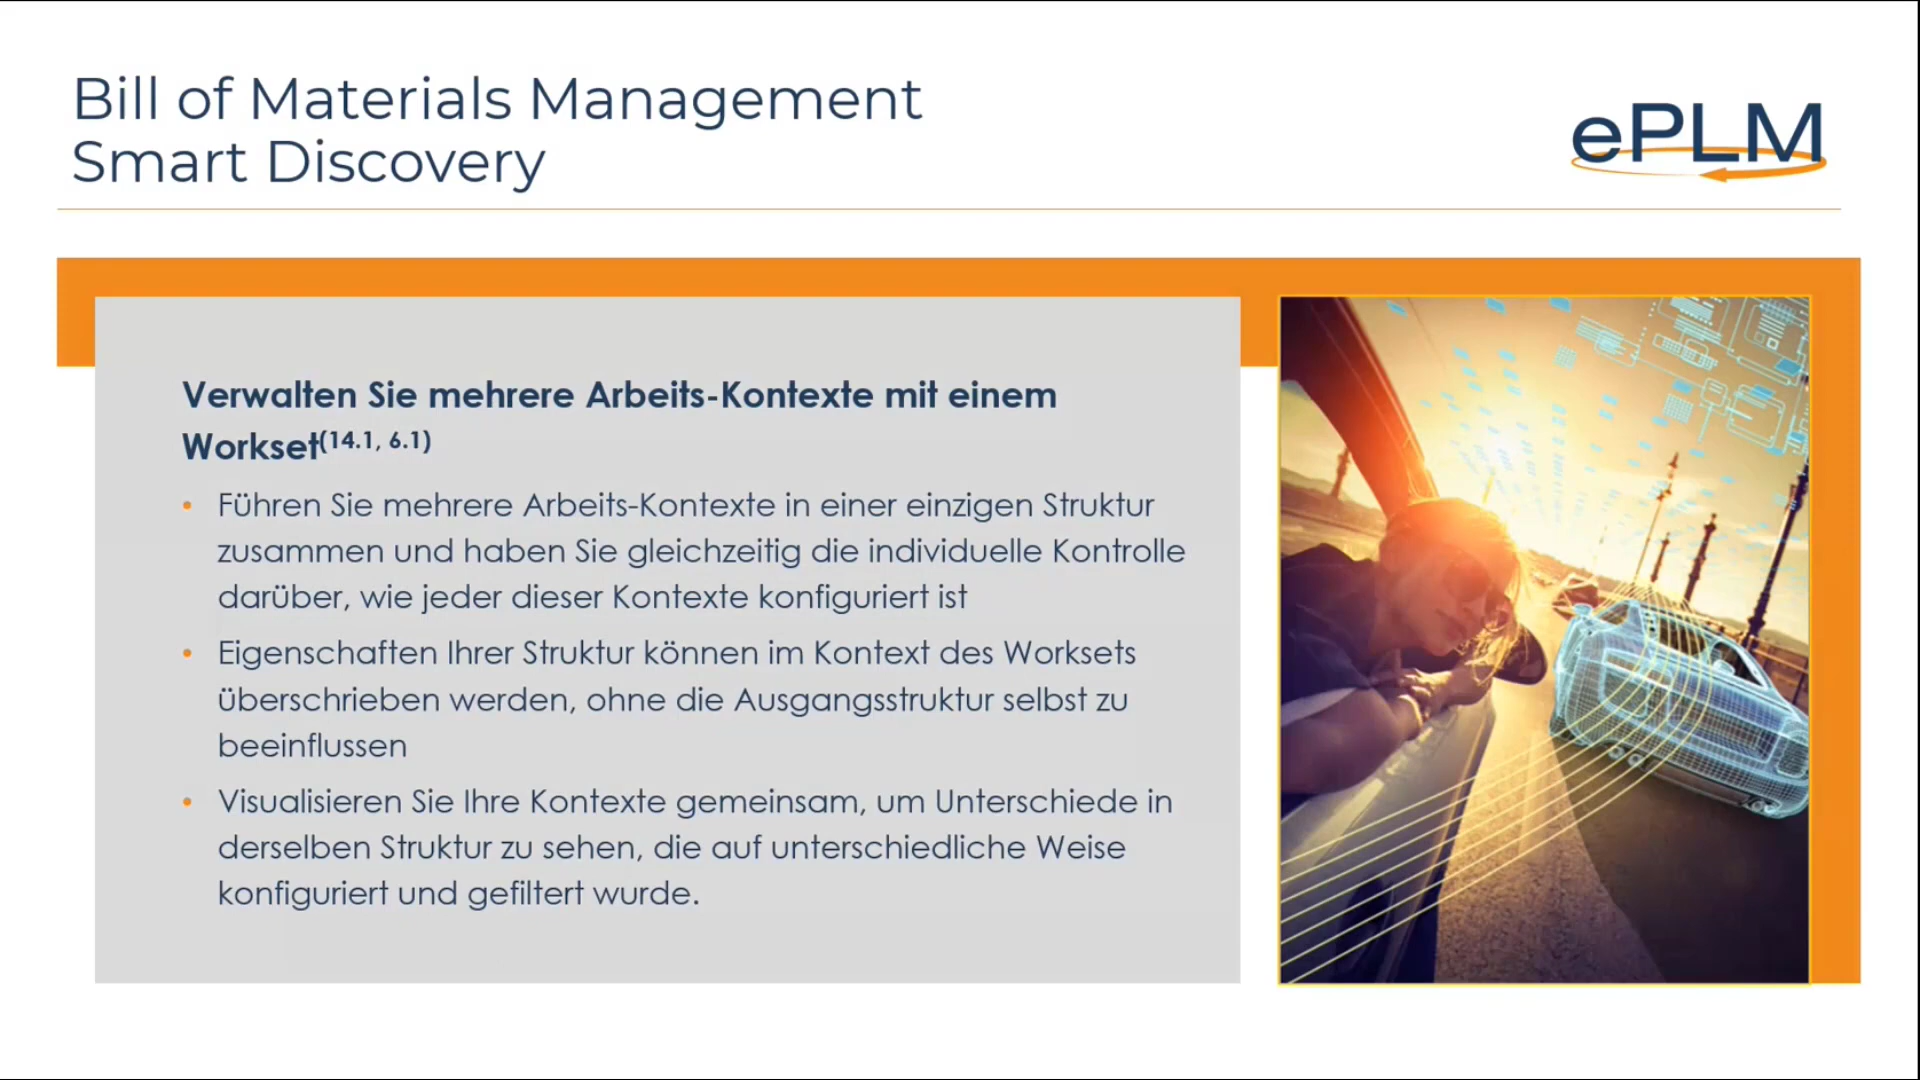 Bill of Materials Management
Smart Discovery
ePLM
Verwalten Sie mehrere Arbeits-Kontexte mit einem
Workset(14.1, 6.1)
• Führen Sie mehrere Arbeits-Kontexte in einer einzigen Struktur
zusammen und haben Sie gleichzeitig die individuelle Kontrolle
darüber, wie jeder dieser Kontexte konfiguriert ist
• Eigenschaften Ihrer Struktur können im Kontext des Worksets
überschrieben werden, ohne die Ausgangsstruktur selbst zu
beeinflussen
• Visualisieren Sie Ihre Kontexte gemeinsam, um Unterschiede in
derselben Struktur zu sehen, die auf unterschiedliche Weise
konfiguriert und gefiltert wurde.